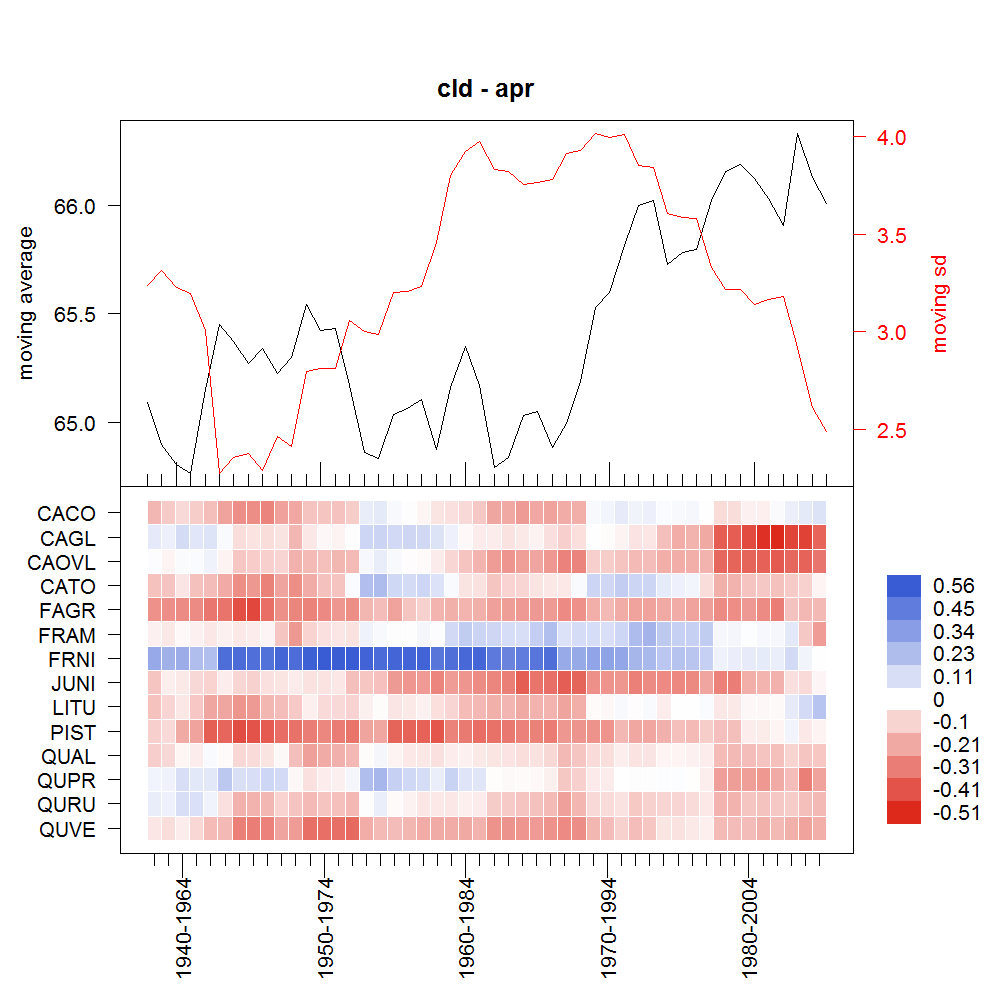 cld - apr
moving average
66.0
65.5
65.0
4.0
3.5
3.0
2.5
moving sd
CACO
CAGL
CAOVL
CATO
FAGR
FRAM
FRNI
JUNI
LITU
PIST
QUAL
QUPR
QURU
QUVE
0.56
0.45
0.34
0.23
0.11
0
-0.1
-0.21
-0.31
-0.41
-0.51
1940-1964
1950-1974
1960-1984
1970-1994
1980-2004